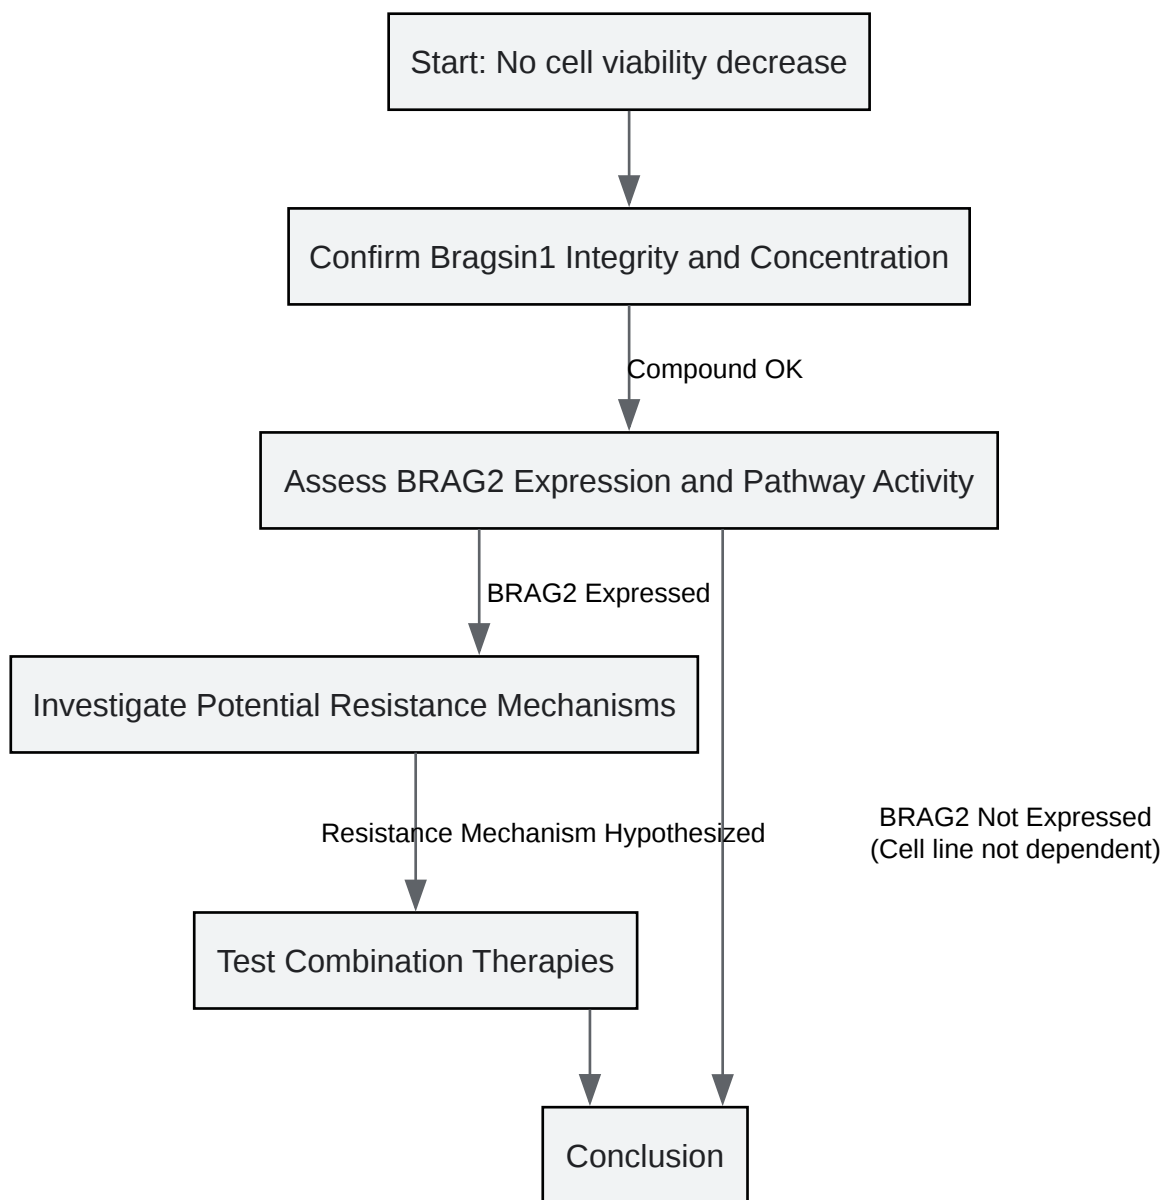 Start: No cell viability decrease
Confirm Bragsin1 Integrity and Concentration
Compound OK
Assess BRAG2 Expression and Pathway Activity
BRAG2 Expressed
Investigate Potential Resistance Mechanisms
Resistance Mechanism Hypothesized
BRAG2 Not Expressed
(Cell line not dependent)
Test Combination Therapies
Conclusion